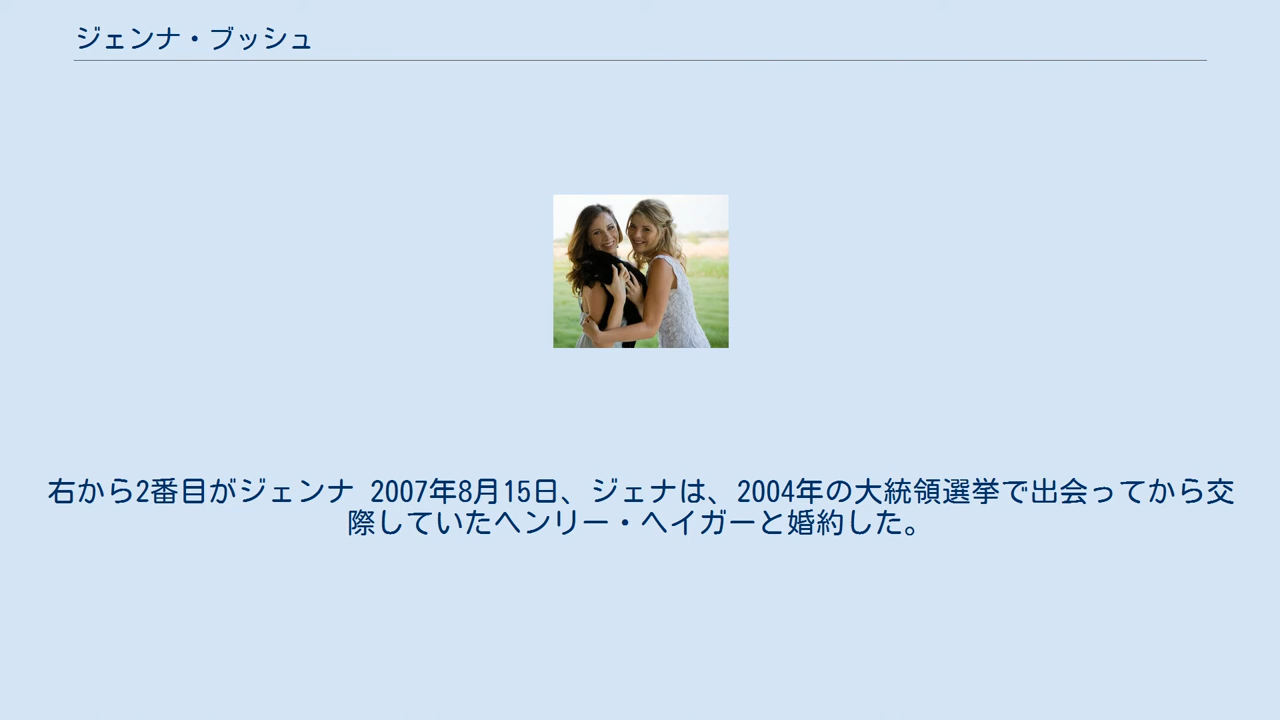 ジェンナ・ブッシュ
右から2番目がジェンナ 2007年8月15日、ジェナは、2004年の大統領選挙で出会ってから交
際していたヘンリー・ヘイガーと婚約した。